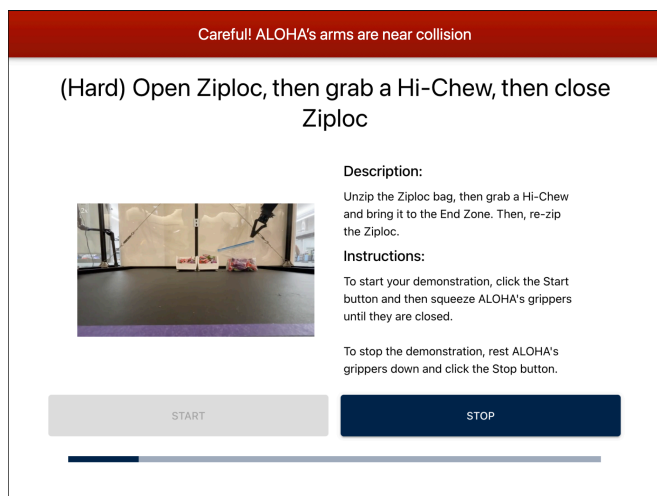 Careful! ALOHA's arms are near collision
(Hard) Open Ziploc, then grab a Hi-Chew, then close
Ziploc
Description:
Unzip the Ziploc bag, then grab a Hi-Chew
and bring it to the End Zone. Then, re-zip
the Ziploc.
Instructions:
To start your demonstration, click the Start
button and then squeeze ALOHA's grippers
until they are closed.
To stop the demonstration, rest ALOHA's
grippers down and click the Stop button.
START
STOP